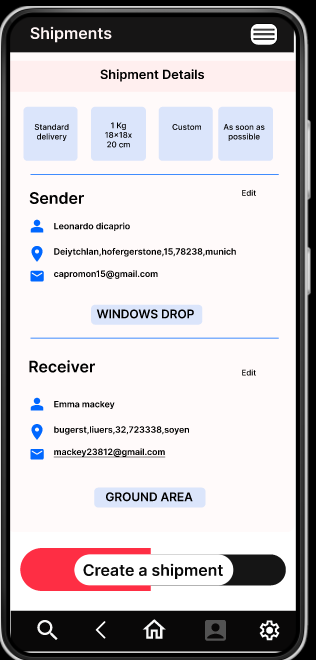 Shipments
Shipment Details
Standard
delivery
1 Kg
18x18x
20 cm
Custom
As soon as
possible
Sender
Edit
Leonardo dicaprio
Deiytchlan,hofergerstone,15,78238,munich
capromon15@gmail.com
WINDOWS DROP
Receiver
Edit
Emma mackey
bugerst,liuers,32,723338,soyen
mackey23812@gmail.com
GROUND AREA
Create a shipment